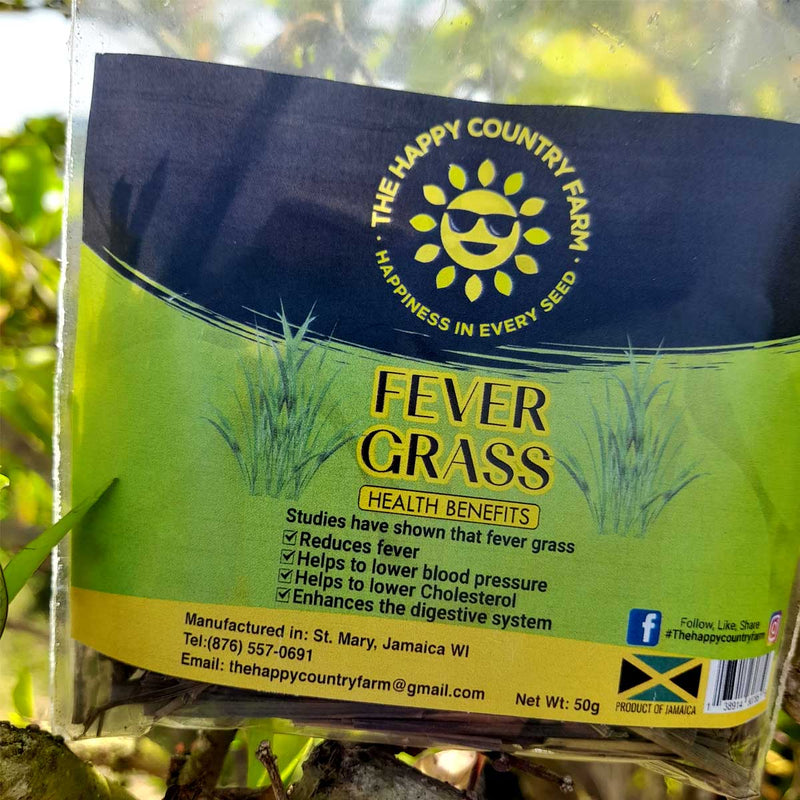 THE HAPPY COUNTRY FARM
HAPPINESS IN EVERY SEED
FEVER
GRASS
HEALTH BENEFITS
Studies have shown that fever grass
Reduces fever
Helps to lower blood pressure
Helps to lower Cholesterol
Enhances the digestive system
Manufactured in: St. Mary, Jamaica WI
Tel:(876) 557-0691
Email: thehappycountryfarm@gmail.com
Net Wt: 50g
Follow, Like, Share
#Thehappycountryfarm
PRODUCT OF JAMAICA